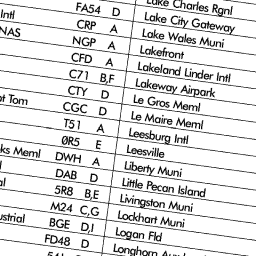 Lake Charles Rgnl
FA54 D Lake City Gateway
Intl CRP A Lake Wales Muni
NAS NGP A Lakefront
CFD A Lakeland Linder Intl
C71 B,F Lakeway Airpark
CTY D Le Gros Meml
pt Tom CGC D Le Maire Meml
T51 A Leesburg Intl
0R5 E Leesville
ks Meml DWH A Liberty Muni
DAB D Little Pecan Island
al 5R8 B,E Livingston Muni
M24 C,G Lockhart Muni
ustrial BGE D,I Logan Fld
FD48 D Longhorn